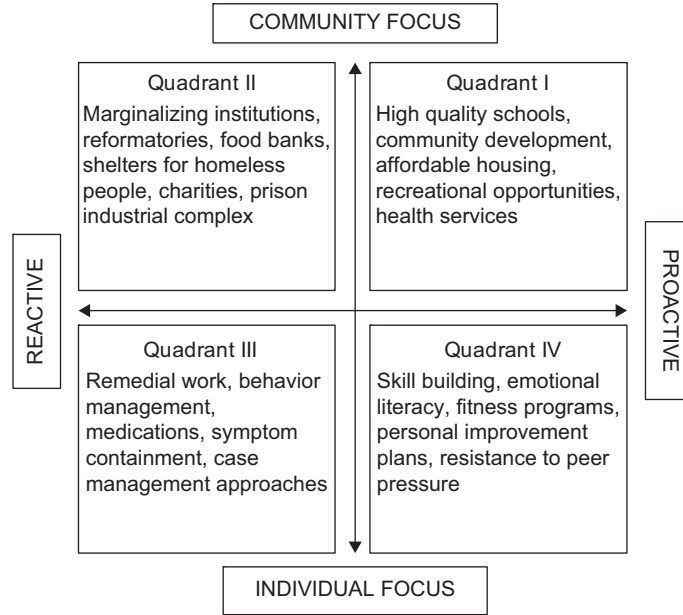 COMMUNITY FOCUS
Quadrant II
Marginalizing institutions,
reformatories, food banks,
shelters for homeless
people, charities, prison
industrial complex
Quadrant I
High quality schools,
community development,
affordable housing,
recreational opportunities,
health services
REACTIVE
PROACTIVE
Quadrant III
Remedial work, behavior
management,
medications, symptom
containment, case
management approaches
Quadrant IV
Skill building, emotional
literacy, fitness programs,
personal improvement
plans, resistance to peer
pressure
INDIVIDUAL FOCUS